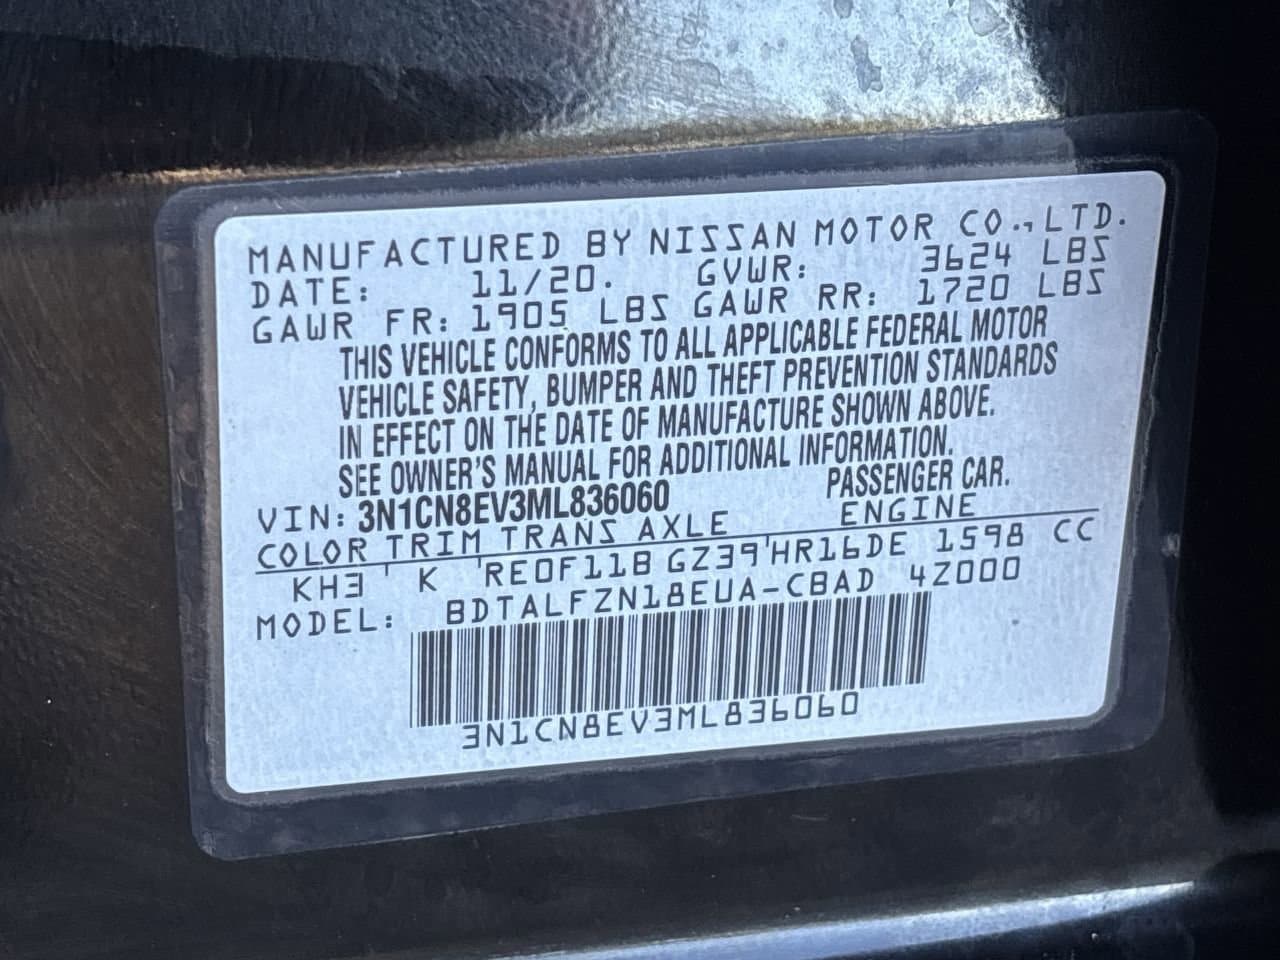 MANUFACTURED BY NISSAN MOTOR CO., LTD.
DATE: 11/20. GVWR: 3624 LBS
GAWR FR: 1905 LBS GAWR RR: 1720 LBS
THIS VEHICLE CONFORMS TO ALL APPLICABLE FEDERAL MOTOR
VEHICLE SAFETY, BUMPER AND THEFT PREVENTION STANDARDS
IN EFFECT ON THE DATE OF MANUFACTURE SHOWN ABOVE.
SEE OWNER'S MANUAL FOR ADDITIONAL INFORMATION.
VIN: 3N1CN8EV3ML836060 PASSENGER CAR.
COLOR TRIM TRANS AXLE ENGINE
KH3 K RE0F11B GZ39 HR16DE 1598 CC
MODEL: BDTALFZN18EUA-CBAD 4Z000
3N1CN8EV3ML836060